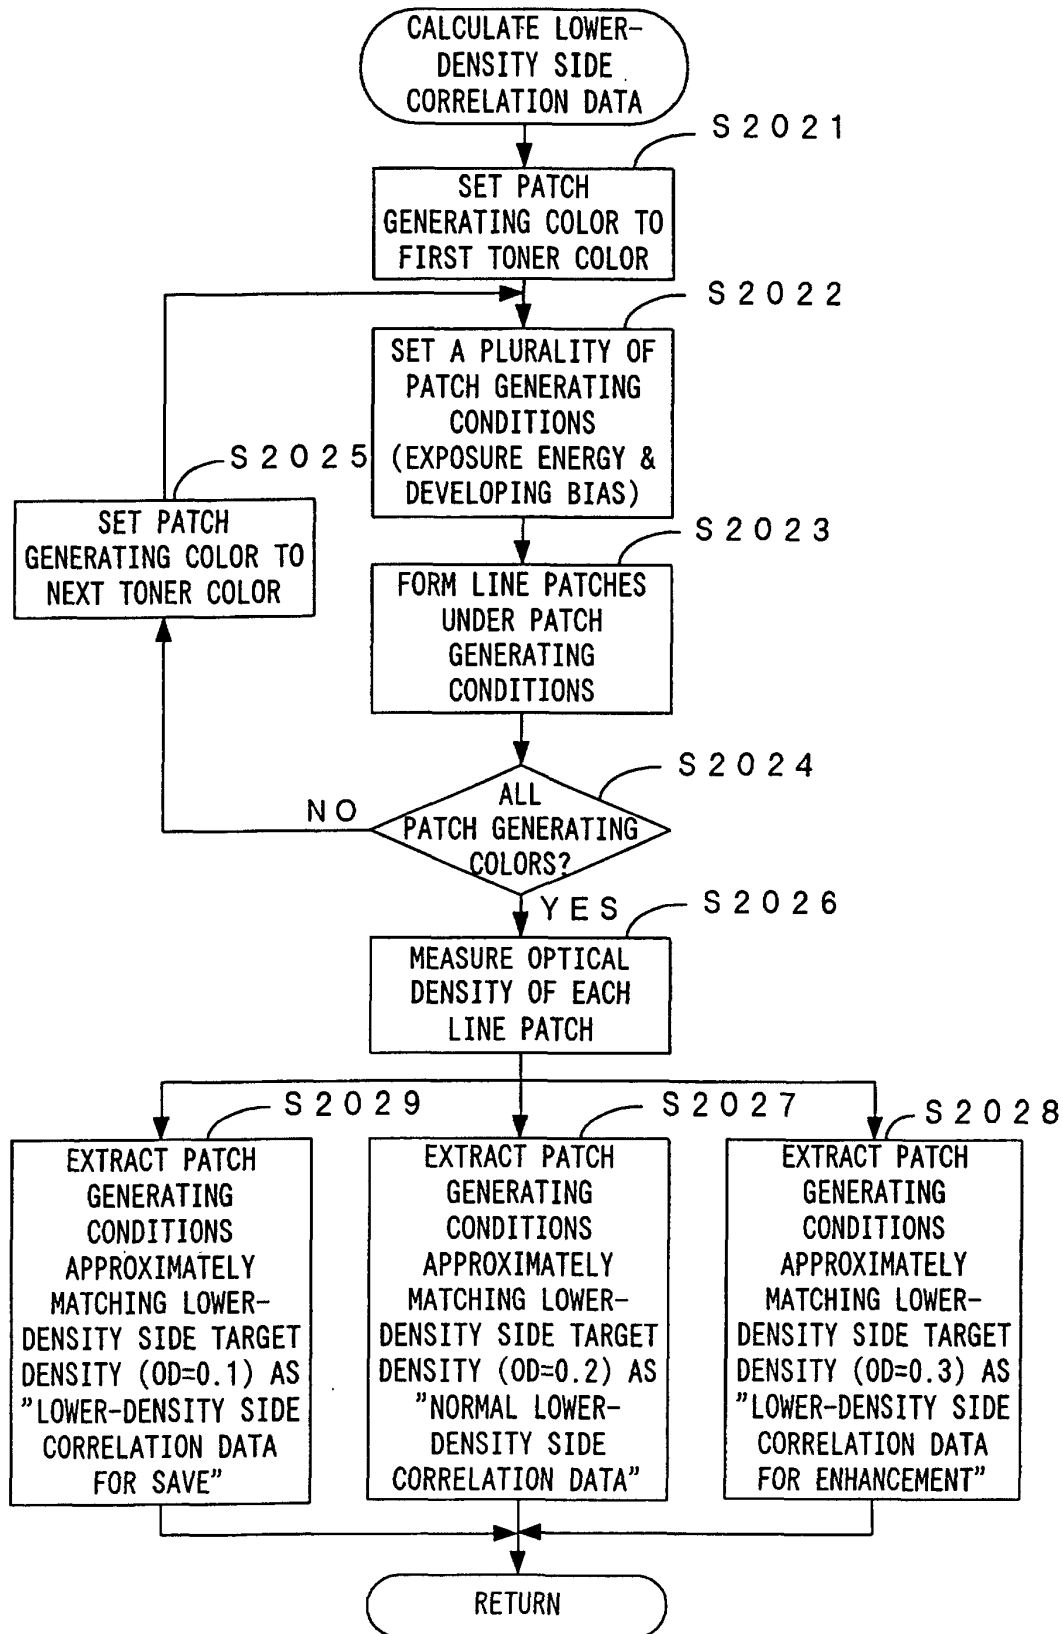 CALCULATE LOWER-
DENSITY SIDE
CORRELATION DATA
S2021
SET PATCH
GENERATING COLOR TO
FIRST TONER COLOR
S2022
SET A PLURALITY OF
PATCH GENERATING
CONDITIONS
(EXPOSURE ENERGY &
DEVELOPING BIAS)
S2025
SET PATCH
GENERATING COLOR TO
NEXT TONER COLOR
S2023
FORM LINE PATCHES
UNDER PATCH
GENERATING
CONDITIONS
S2024
ALL
PATCH GENERATING
COLORS?
NO
YES
S2026
MEASURE OPTICAL
DENSITY OF EACH
LINE PATCH
S2029
EXTRACT PATCH
GENERATING
CONDITIONS
APPROXIMATELY
MATCHING LOWER-
DENSITY SIDE TARGET
DENSITY (OD=0.1) AS
"LOWER-DENSITY SIDE
CORRELATION DATA
FOR SAVE"
S2027
EXTRACT PATCH
GENERATING
CONDITIONS
APPROXIMATELY
MATCHING LOWER-
DENSITY SIDE TARGET
DENSITY (OD=0.2) AS
"NORMAL LOWER-
DENSITY SIDE
CORRELATION DATA"
S2028
EXTRACT PATCH
GENERATING
CONDITIONS
APPROXIMATELY
MATCHING LOWER-
DENSITY SIDE TARGET
DENSITY (OD=0.3) AS
"LOWER-DENSITY SIDE
CORRELATION DATA
FOR ENHANCEMENT"
RETURN